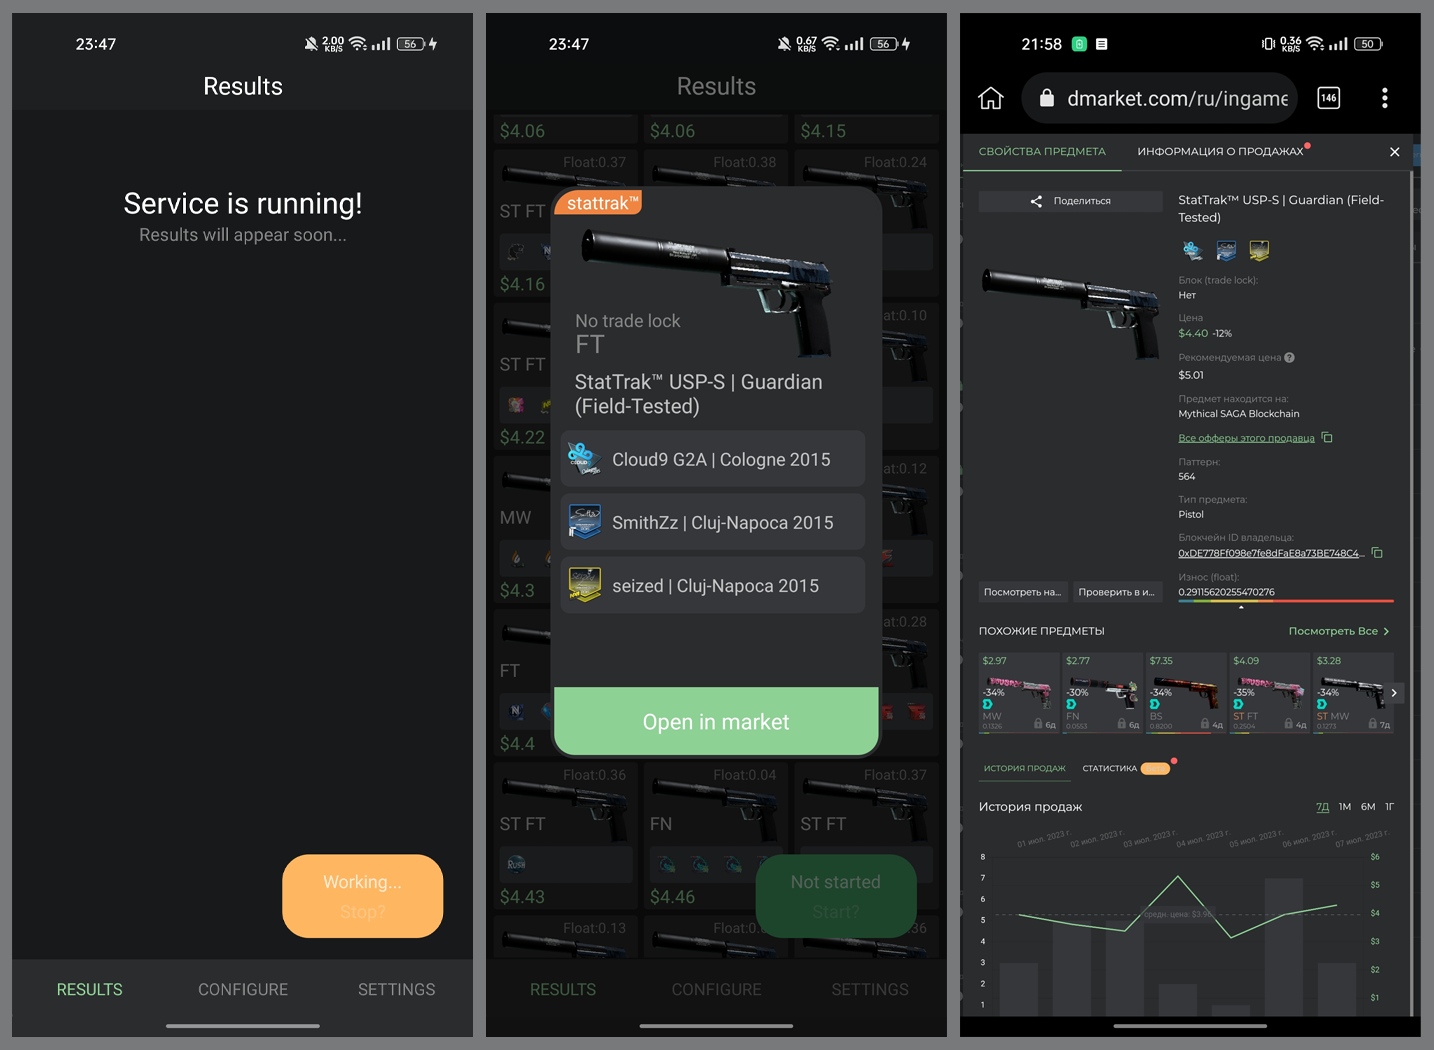 23:47
2.00
KB/S
56
Results
Service is running!
Results will appear soon...
Working...
Stop?
RESULTS
CONFIGURE
SETTINGS
23:47
0.67
KB/S
56
Results
$4.06
$4.06
$4.15
Float:0.37
Float:0.38
Float:0.24
ST FT
$4.16
at:0.10
ST FT
$4.22
at:0.12
MW
$4.3
at:0.28
FT
$4.4
stattrak™
No trade lock
FT
StatTrak™ USP-S | Guardian
(Field-Tested)
Cloud9 G2A | Cologne 2015
SmithZz | Cluj-Napoca 2015
seized | Cluj-Napoca 2015
Open in market
Float:0.36
Float:0.04
Float:0.37
ST FT
FN
ST FT
$4.43
$4.46
Not started
Start?
Float:0.13
Float:0.
36
RESULTS
CONFIGURE
SETTINGS
21:58
0.36
KB/S
50
dmarket.com/ru/ingame
146
СВОЙСТВА ПРЕДМЕТА
ИНФОРМАЦИЯ О ПРОДАЖАХ
Поделиться
StatTrak™ USP-S | Guardian (Field-
Tested)
Блок (trade lock):
Нет
Цена
$4.40 -12%
Рекомендуемая цена
$5.01
Предмет находится на:
Mythical SAGA Blockchain
Все офферы этого продавца
Паттерн:
564
Тип предмета:
Pistol
Блокчейн ID владельца:
0xDE778Ff098e7fe8dFaE8a73BE748C4...
Износ (float):
0.29115620255470276
Посмотреть на...
Проверить в и...
ПОХОЖИЕ ПРЕДМЕТЫ
Посмотреть Все
$2.97
$2.77
$7.35
$4.09
$3.28
-34%
-30%
-34%
-35%
-34%
MW
FN
BS
ST FT
ST MW
0.1326
6д
0.0553
6д
0.8200
4д
0.2504
4д
0.1273
7д
ИСТОРИЯ ПРОДАЖ
СТАТИСТИКА
История продаж
7Д
1М
6М
1Г
01 июл. 2023 г.
02 июл. 2023 г.
03 июл. 2023 г.
04 июл. 2023 г.
05 июл. 2023 г.
06 июл. 2023 г.
07 июл. 2023 г.
8
$6
7
$5
6
5
средн. цена: $3.96
$4
4
$3
3
$2
2
$1
1